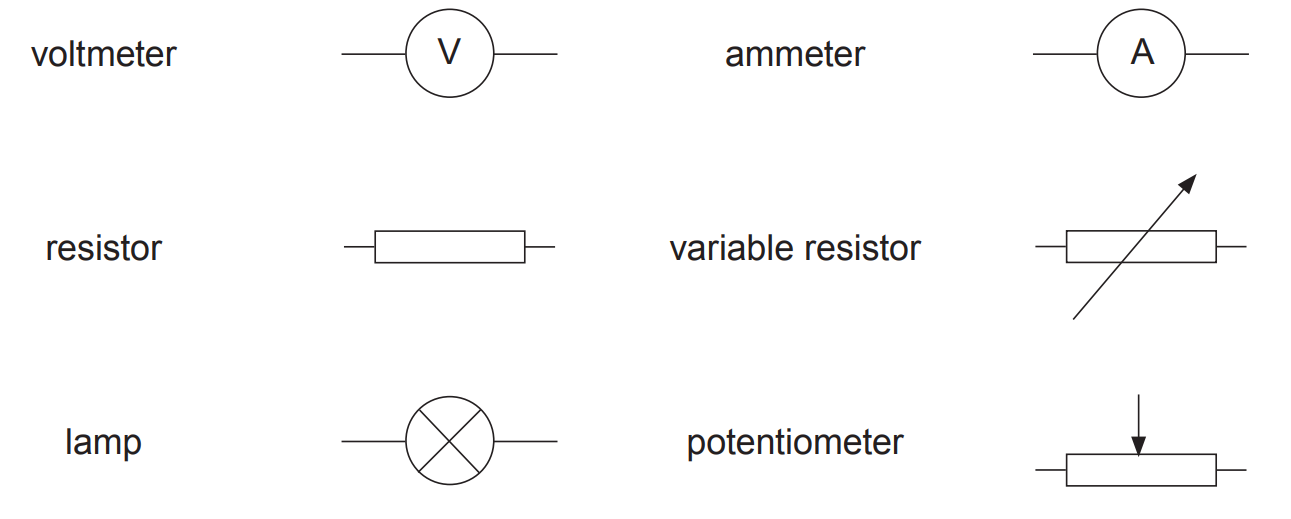 voltmeter V ammeter A
resistor variable resistor
lamp potentiometer